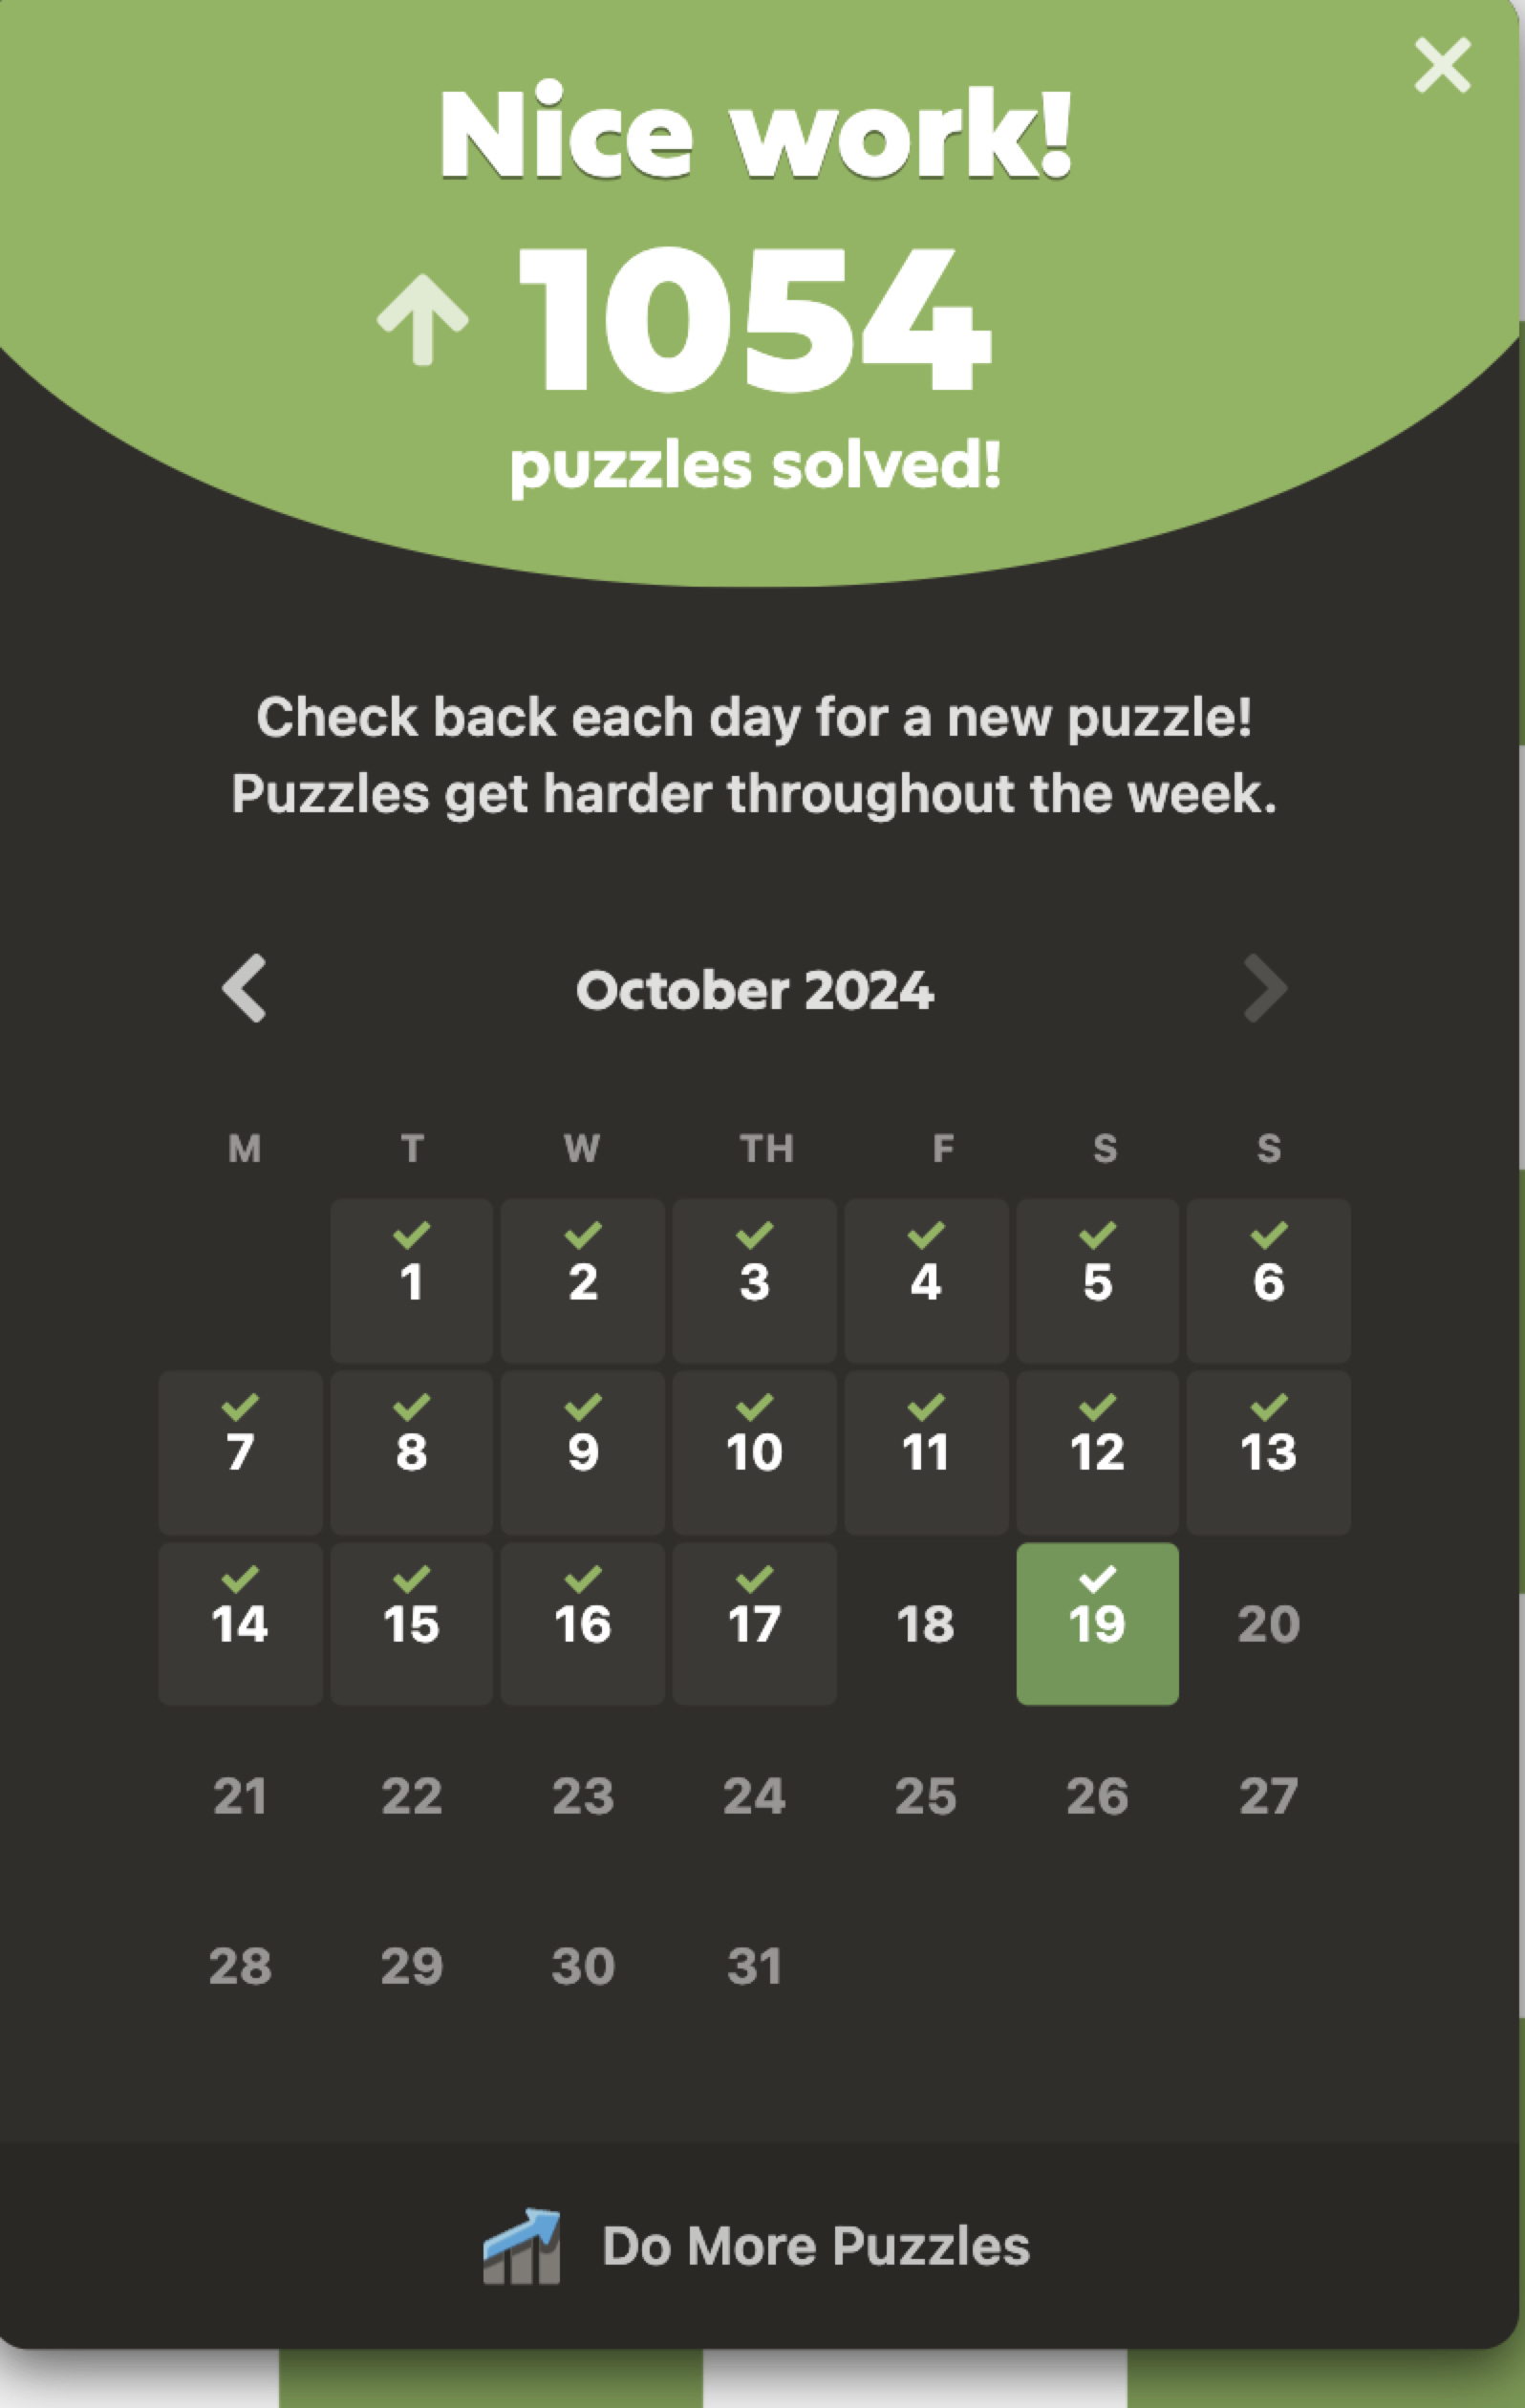 Nice work!
1054
puzzles solved!
Check back each day for a new puzzle!
Puzzles get harder throughout the week.
October 2024
M T W TH F S S
1 2 3 4 5 6
7 8 9 10 11 12 13
14 15 16 17 18 19 20
21 22 23 24 25 26 27
28 29 30 31
Do More Puzzles